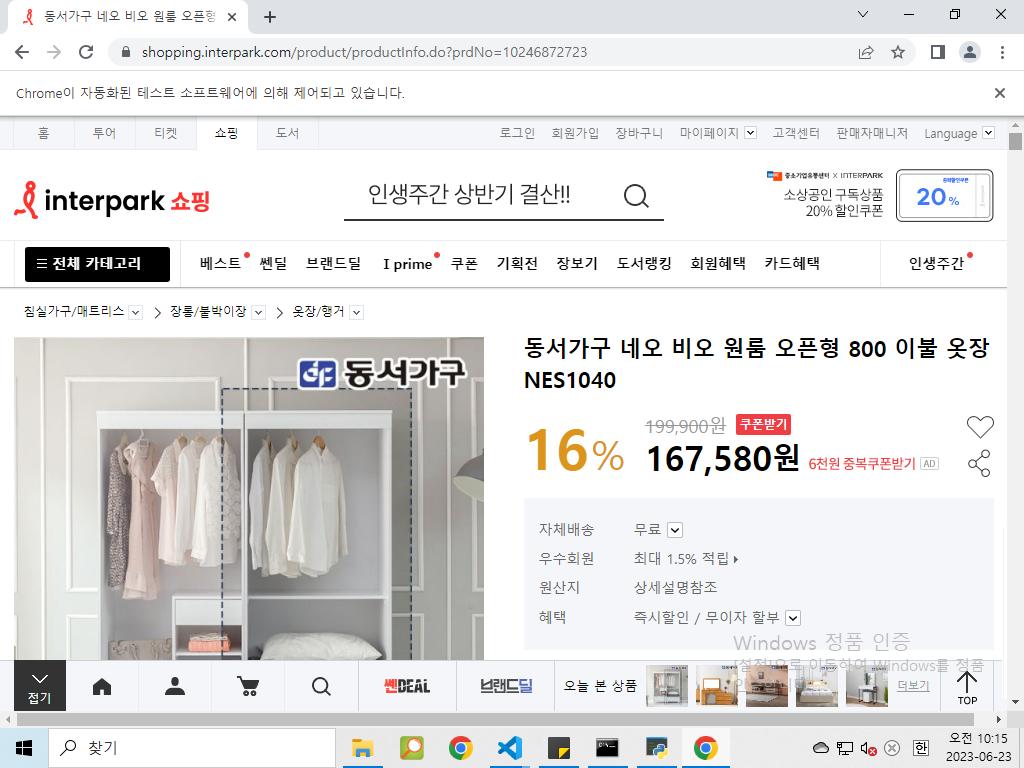 동서가구 네오 비오 원룸 오픈형
shopping.interpark.com/product/productInfo.do?prdNo=10246872723
Chrome이 자동화된 테스트 소프트웨어에 의해 제어되고 있습니다.
홈 투어 티켓 쇼핑 도서 로그인 회원가입 장바구니 마이페이지 고객센터 판매자매니저 Language
interpark 쇼핑
인생주간 상반기 결산!!
중소기업유통센터 X INTERPARK
소상공인 구독상품
20% 할인쿠폰
중복할인쿠폰
20%
전체 카테고리 베스트 쎈딜 브랜드딜 I prime 쿠폰 기획전 장보기 도서랭킹 회원혜택 카드혜택 인생주간
침실가구/매트리스 장롱/붙박이장 옷장/행거
동서가구
동서가구 네오 비오 원룸 오픈형 800 이불 옷장
NES1040
16%
199,900원 쿠폰받기
167,580원 6천원 중복쿠폰받기 AD
자체배송 무료
우수회원 최대 1.5% 적립
원산지 상세설명참조
혜택 즉시할인 / 무이자 할부
Windows 정품 인증
[설정]으로 이동하여 Windows를 정품
접기
쎈DEAL
브랜드딜
오늘 본 상품
더보기
TOP
찾기
한
오전 10:15
2023-06-23